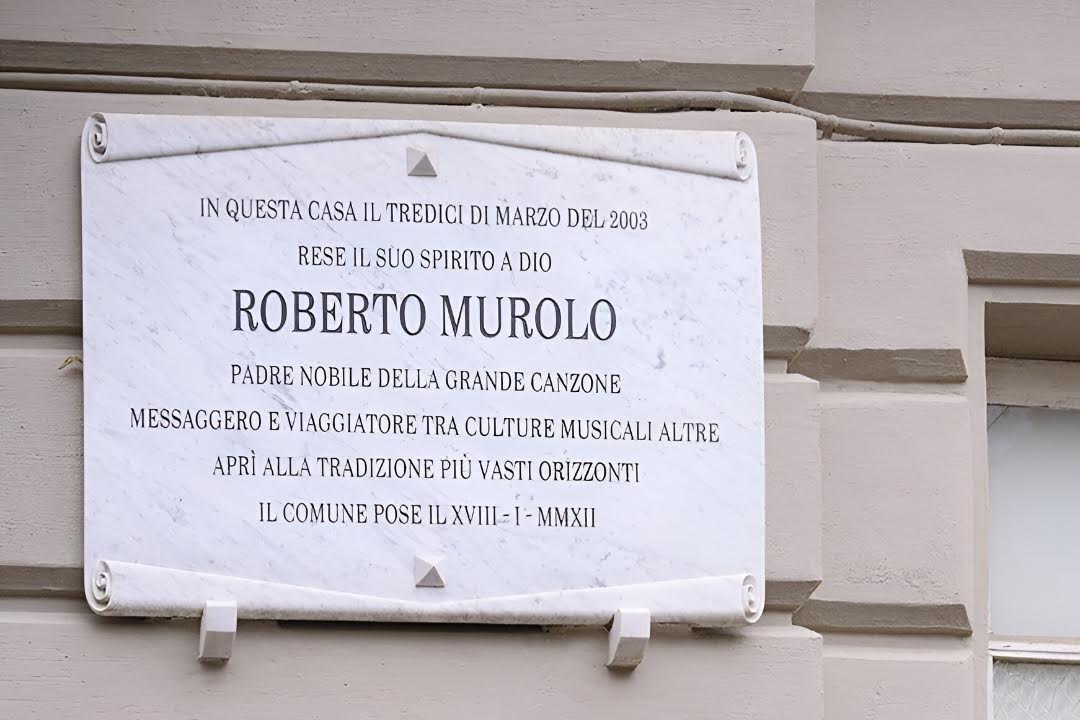 IN QUESTA CASA IL TREDICI DI MARZO DEL 2003
RESE IL SUO SPIRITO A DIO
ROBERTO MUROLO
PADRE NOBILE DELLA GRANDE CANZONE
MESSAGGERO E VIAGGIATORE TRA CULTURE MUSICALI ALTRE
APRÌ ALLA TRADIZIONE PIÙ VASTI ORIZZONTI
IL COMUNE POSE IL XVIII - I - MMXII